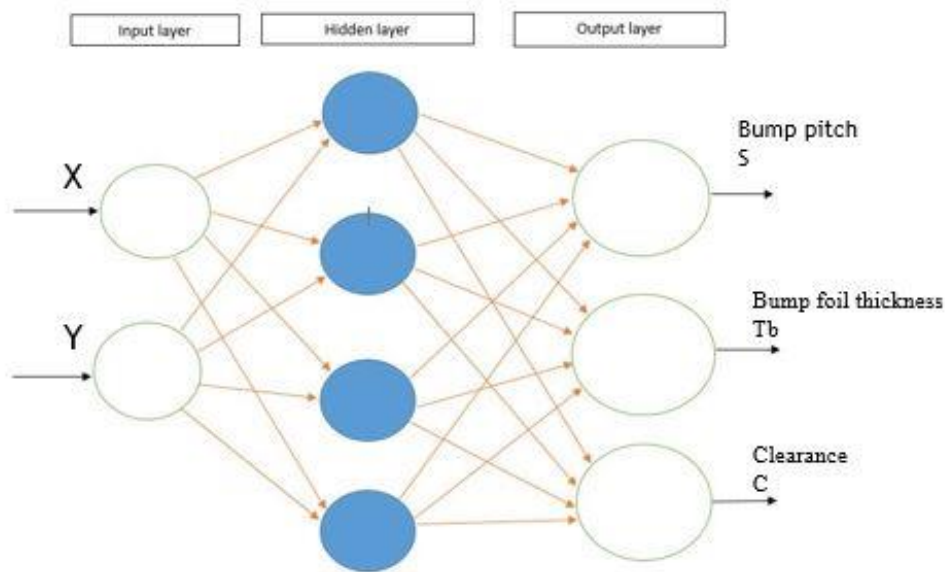 Input layer
Hidden layer
Output layer
X
Y
Bump pitch
S
Bump foil thickness
Tb
Clearance
C